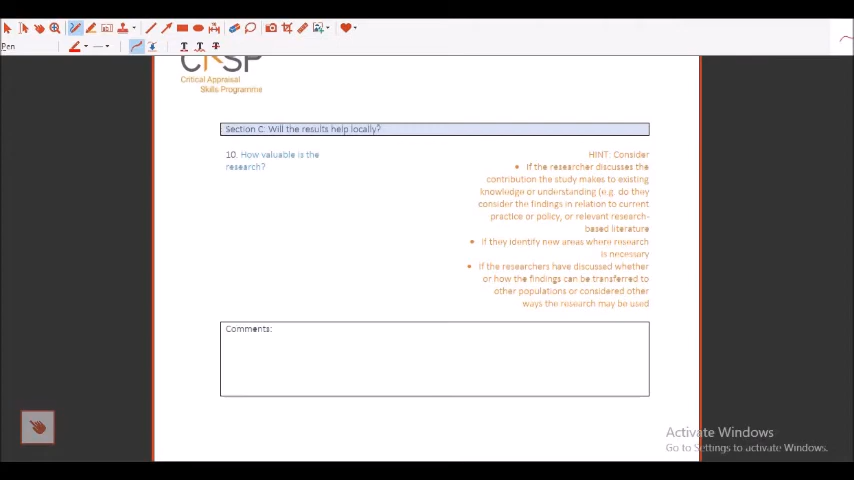 Pen
CASP
Critical Appraisal
Skills Programme
Section C: Will the results help locally?
10. How valuable is the
research?
HINT: Consider
• If the researcher discusses the
contribution the study makes to existing
knowledge or understanding (e.g. do they
consider the findings in relation to current
practice or policy, or relevant research-
based literature
• If they identify new areas where research
is necessary
• If the researchers have discussed whether
or how the findings can be transferred to
other populations or considered other
ways the research may be used
Comments:
Activate Windows
Go to Settings to activate Windows.